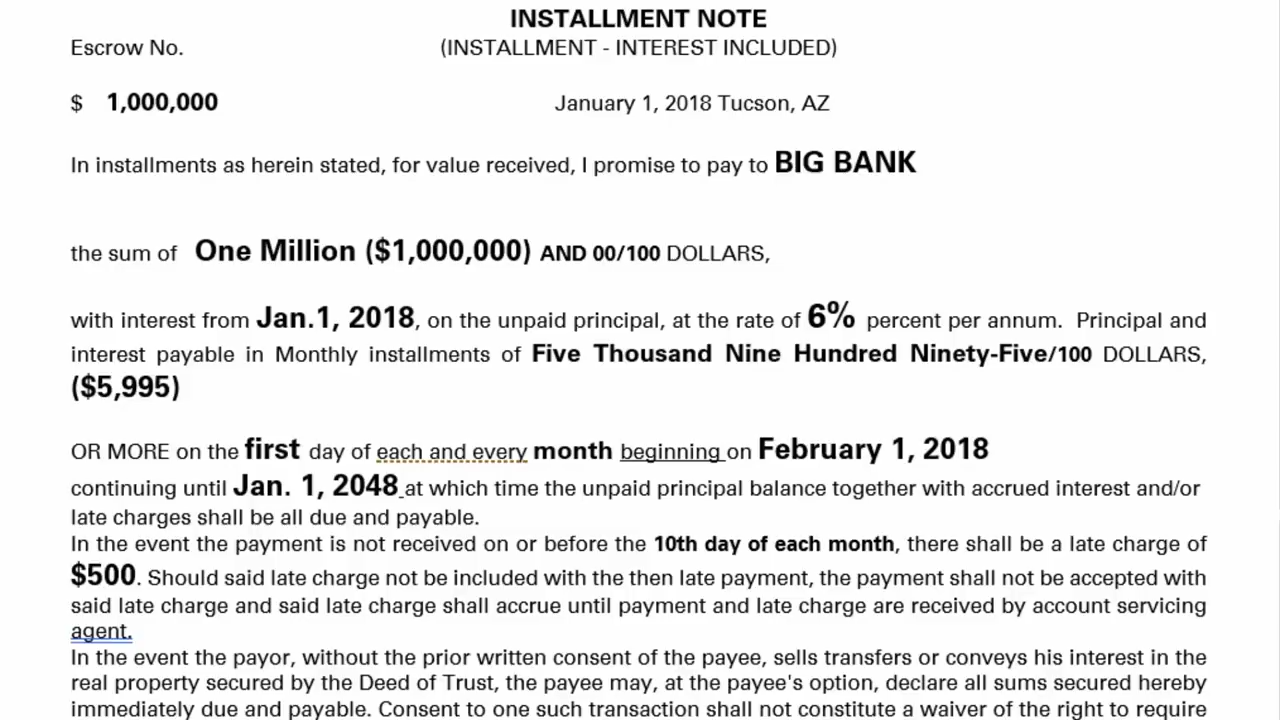 INSTALLMENT NOTE
Escrow No. (INSTALLMENT - INTEREST INCLUDED)
$ 1,000,000 January 1, 2018 Tucson, AZ
In installments as herein stated, for value received, I promise to pay to BIG BANK
the sum of One Million ($1,000,000) AND 00/100 DOLLARS,
with interest from Jan.1, 2018, on the unpaid principal, at the rate of 6% percent per annum. Principal and
interest payable in Monthly installments of Five Thousand Nine Hundred Ninety-Five/100 DOLLARS,
($5,995)
OR MORE on the first day of each and every month beginning on February 1, 2018
continuing until Jan. 1, 2048 at which time the unpaid principal balance together with accrued interest and/or
late charges shall be all due and payable.
In the event the payment is not received on or before the 10th day of each month, there shall be a late charge of
$500. Should said late charge not be included with the then late payment, the payment shall not be accepted with
said late charge and said late charge shall accrue until payment and late charge are received by account servicing
agent.
In the event the payor, without the prior written consent of the payee, sells transfers or conveys his interest in the
real property secured by the Deed of Trust, the payee may, at the payee's option, declare all sums secured hereby
immediately due and payable. Consent to one such transaction shall not constitute a waiver of the right to require